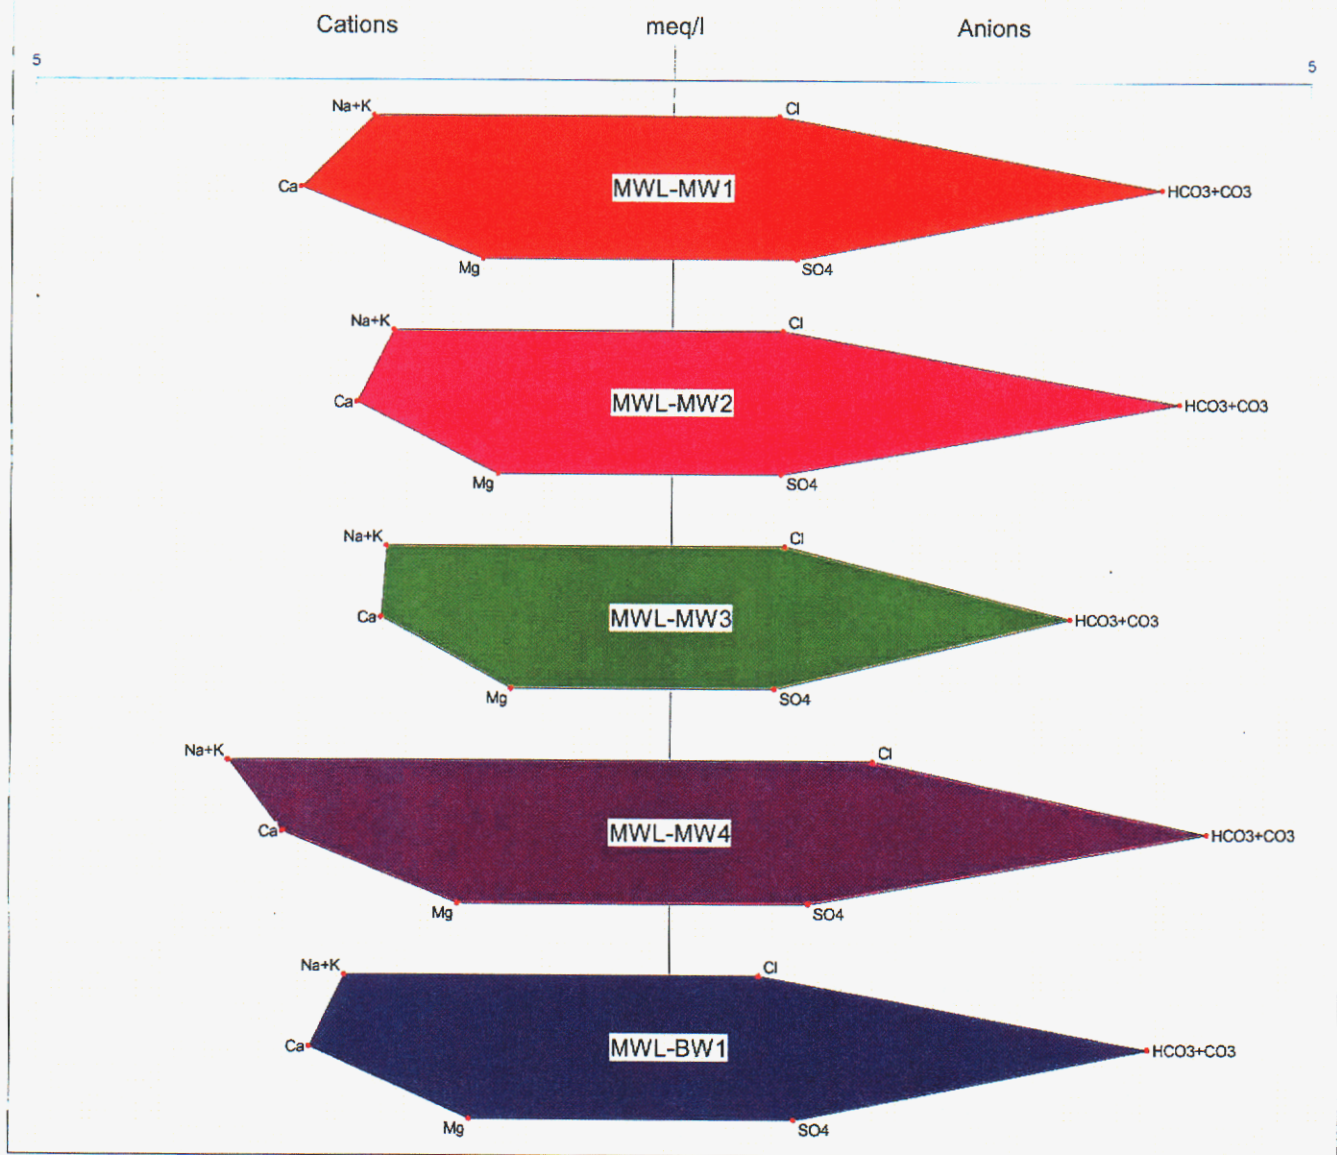 Cations meq/l Anions
5 5
Na+K Cl
Ca MWL-MW1 HCO3+CO3
Mg SO4
Na+K Cl
Ca MWL-MW2 HCO3+CO3
Mg SO4
Na+K Cl
Ca MWL-MW3 HCO3+CO3
Mg SO4
Na+K Cl
Ca MWL-MW4 HCO3+CO3
Mg SO4
Na+K Cl
Ca MWL-BW1 HCO3+CO3
Mg SO4